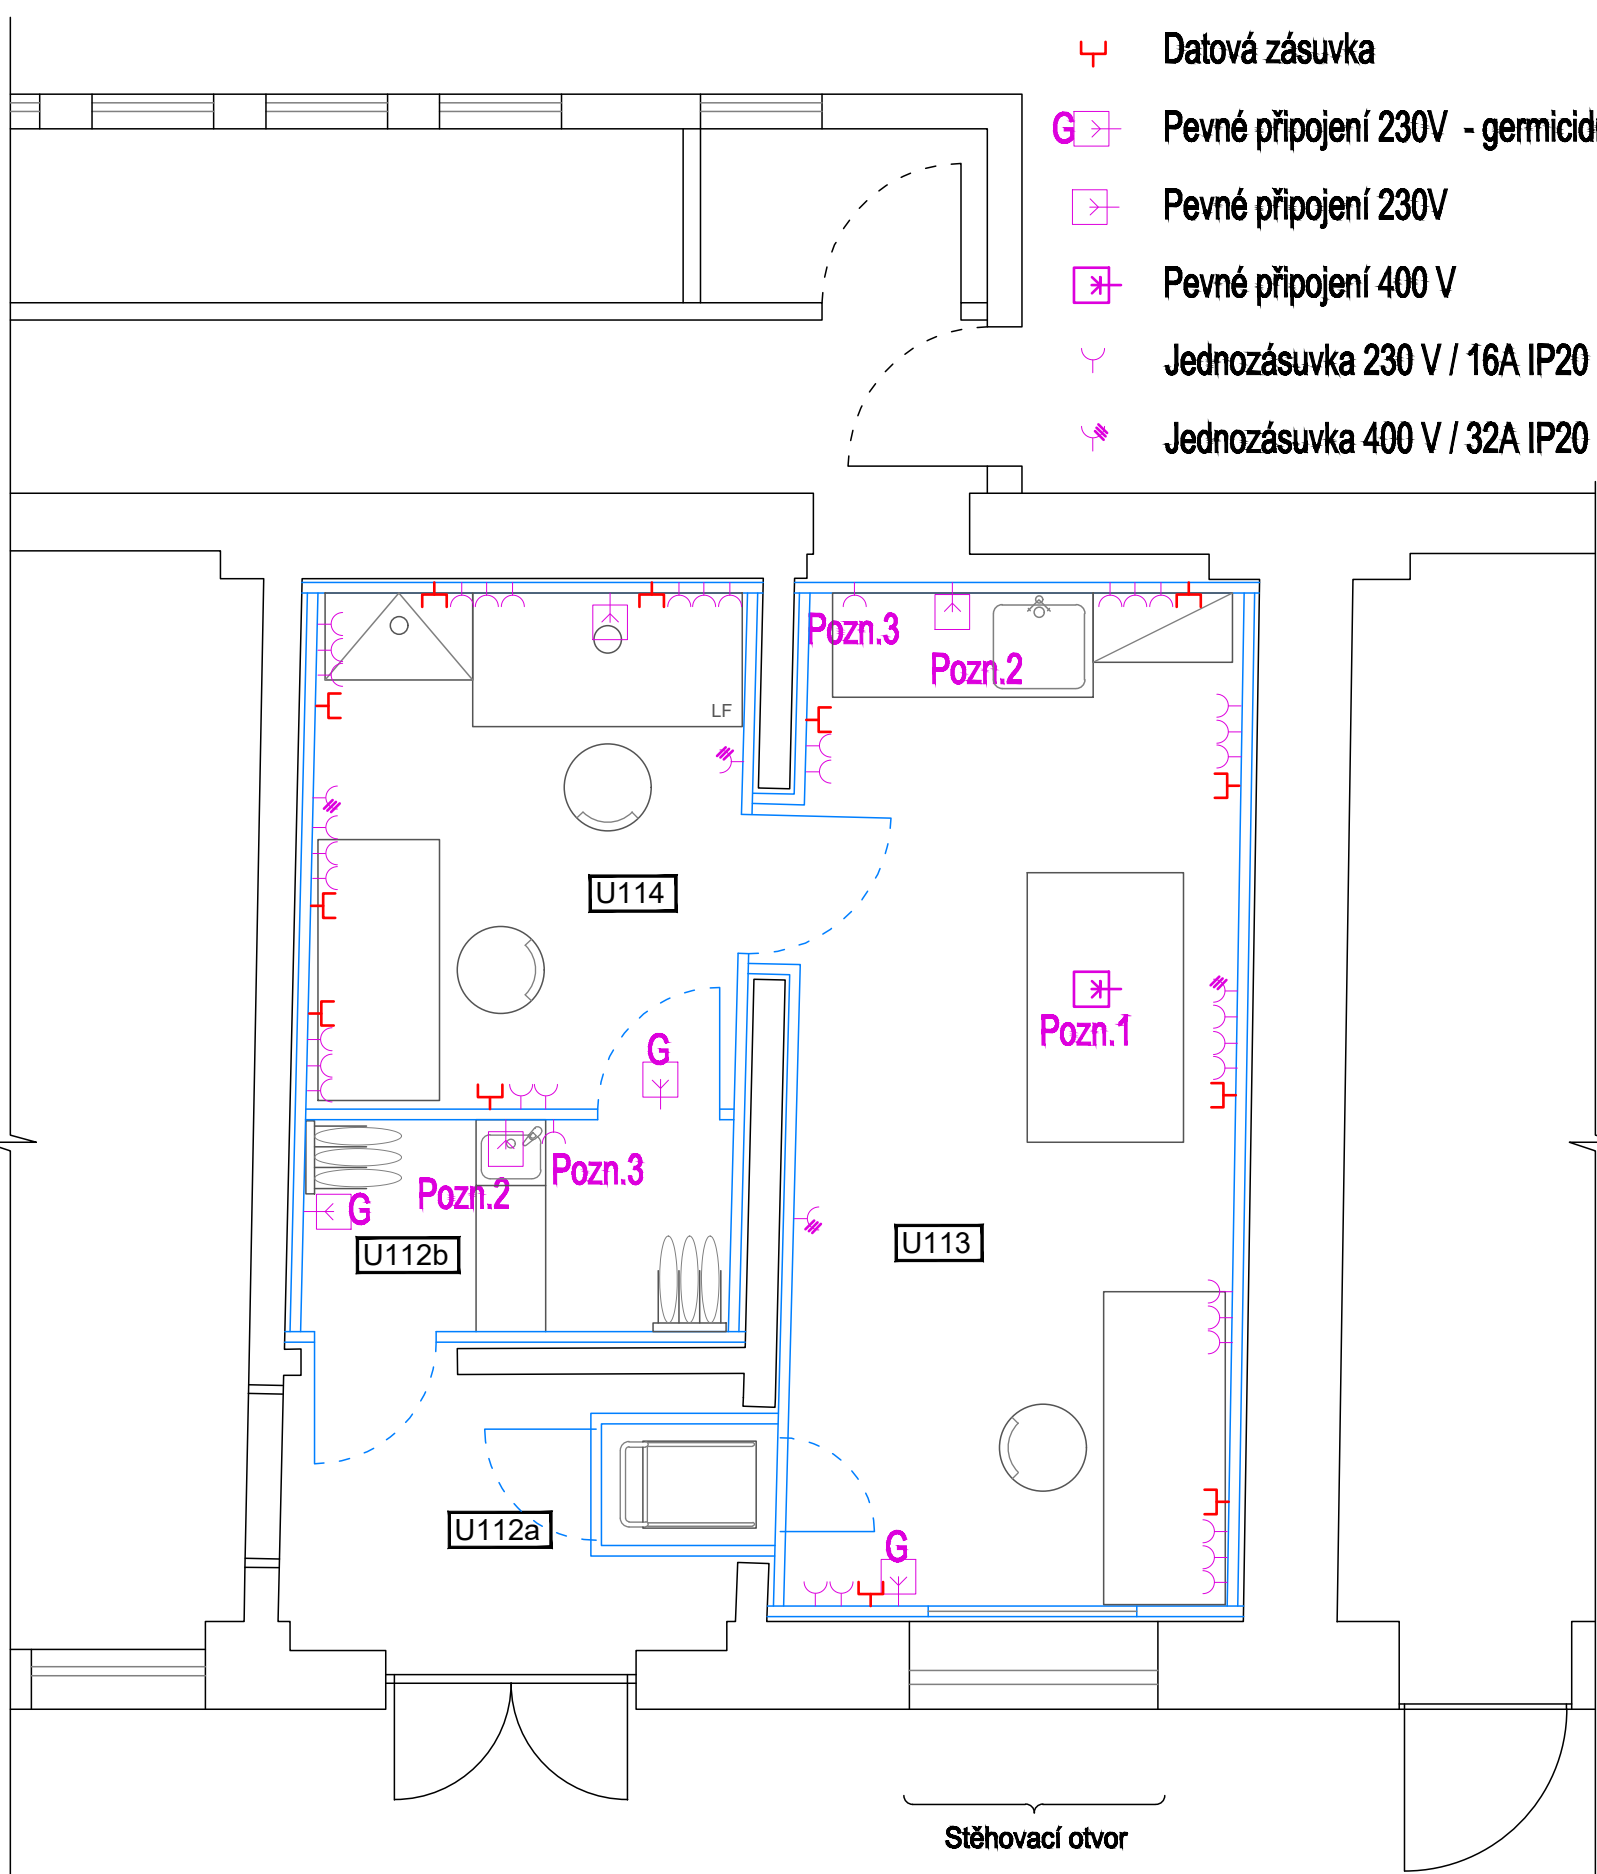 Datová zásuvka
G Pevné připojení 230V - germicid
Pevné připojení 230V
Pevné připojení 400 V
Jednozásuvka 230 V / 16A IP20
Jednozásuvka 400 V / 32A IP20
Pozn.3
Pozn.2
LF
U114
Pozn.1
G
Pozn.3
Pozn.2
G
U112b
U113
U112a
G
Stěhovací otvor